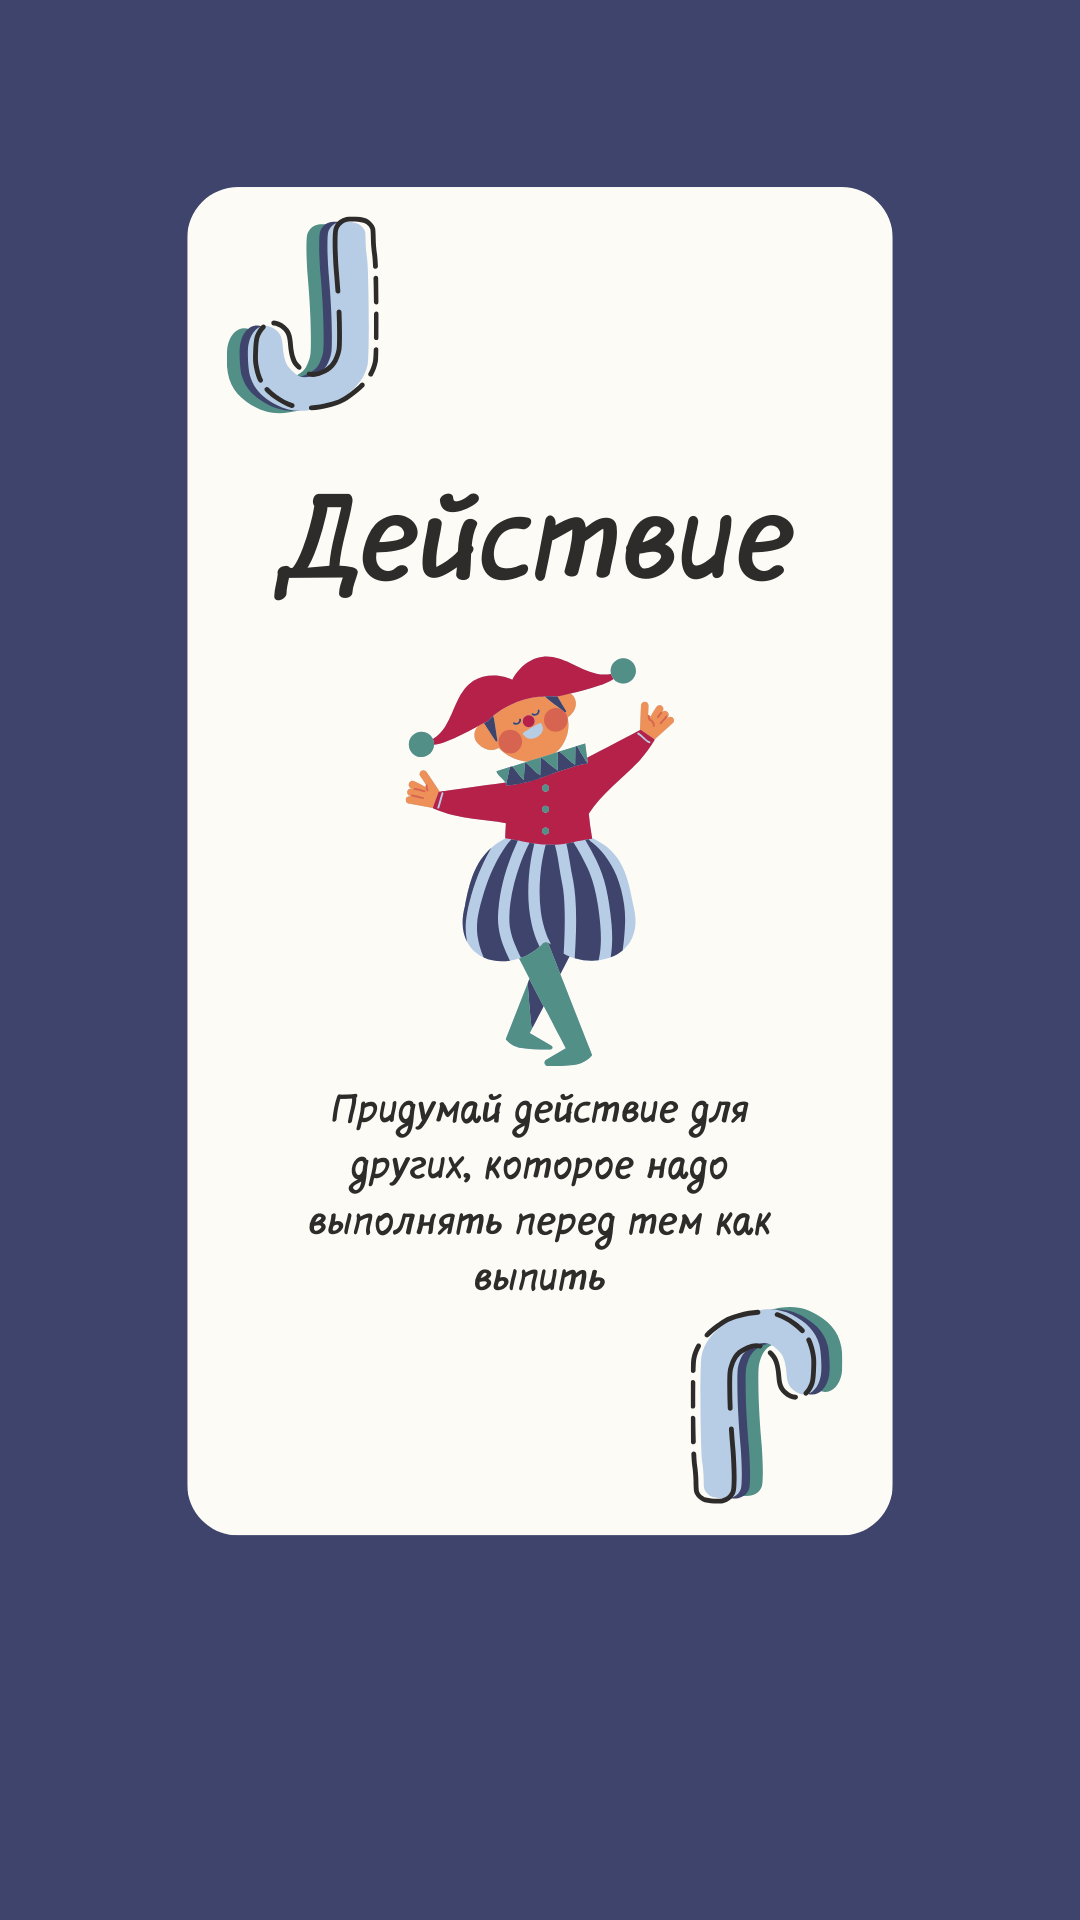 J
Действие
Придумай действие для
других, которое надо
выполнять перед тем как
выпить
J